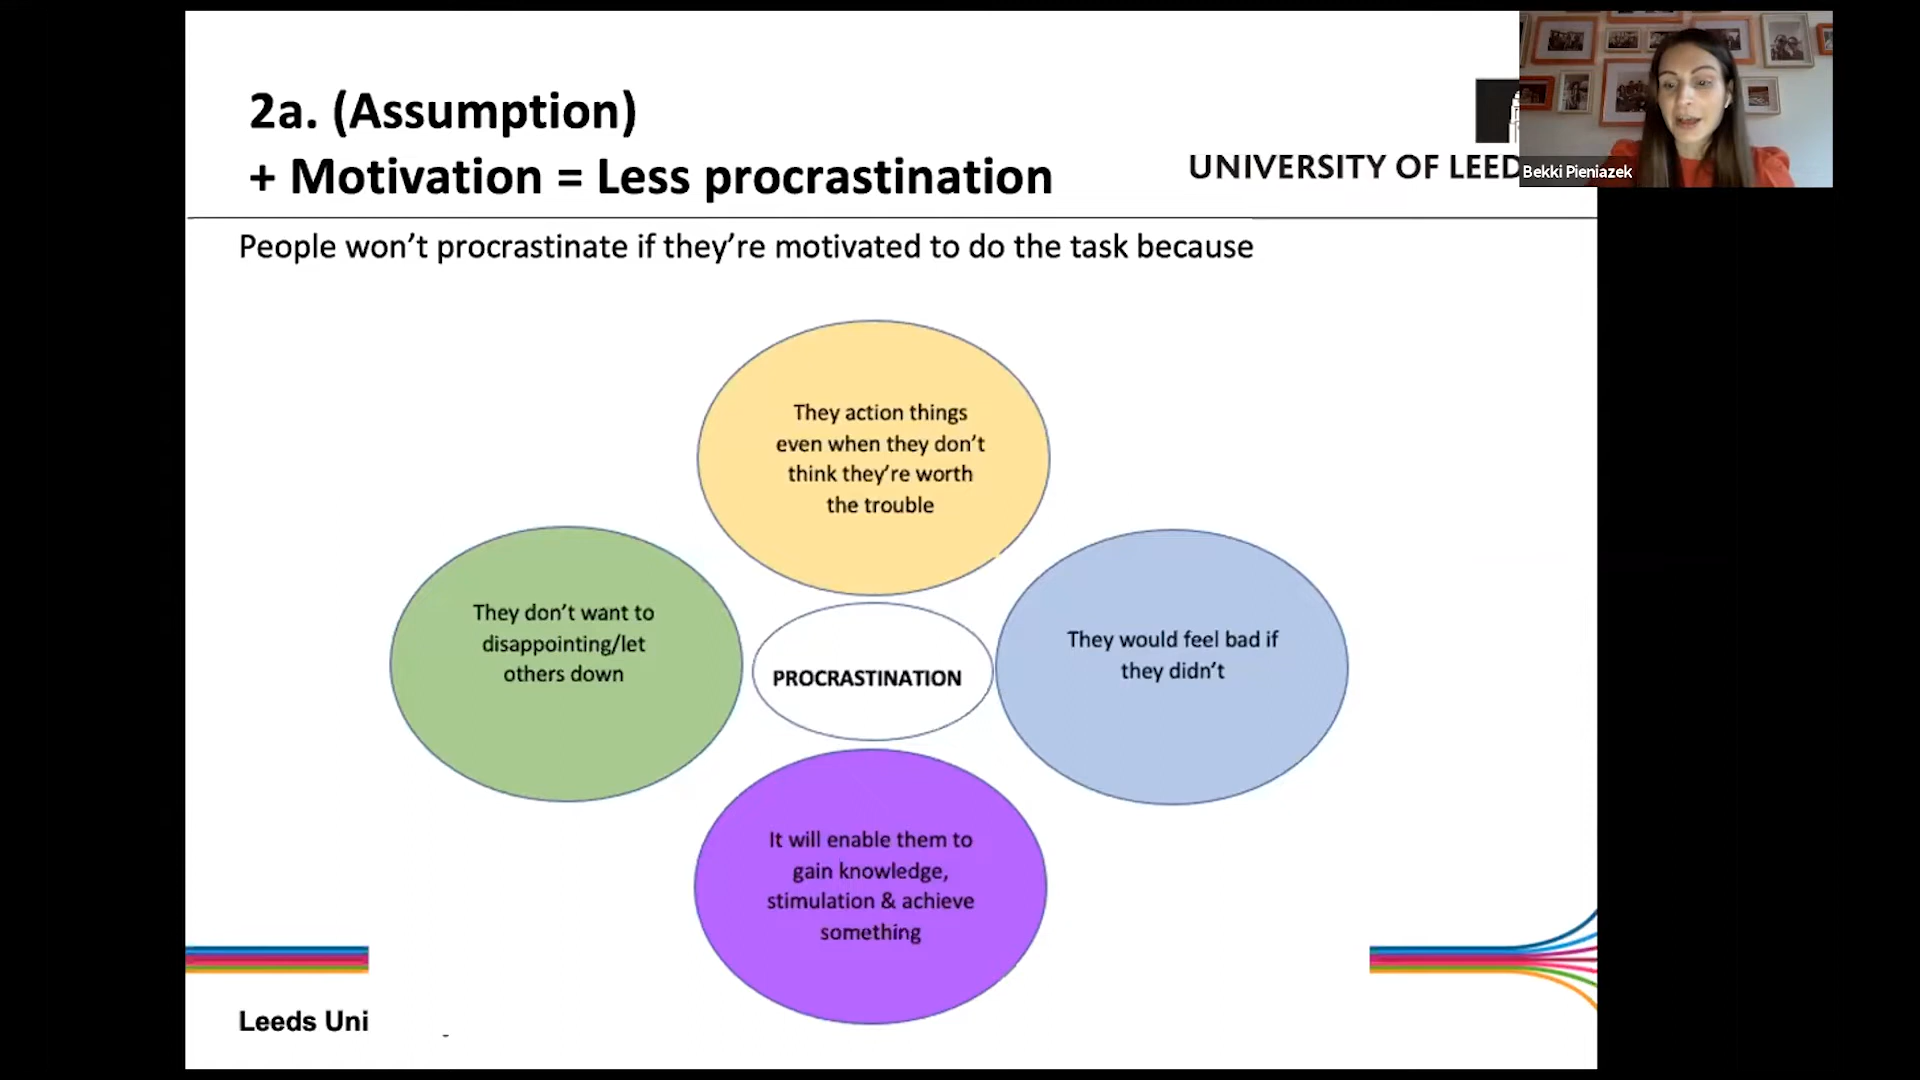 2a. (Assumption)
+ Motivation = Less procrastination
UNIVERSITY OF LEED
Bekki Pieniazek
People won't procrastinate if they're motivated to do the task because
They action things
even when they don't
think they're worth
the trouble
They don't want to
disappointing/let
others down
PROCRASTINATION
They would feel bad if
they didn't
It will enable them to
gain knowledge,
stimulation & achieve
something
Leeds Uni